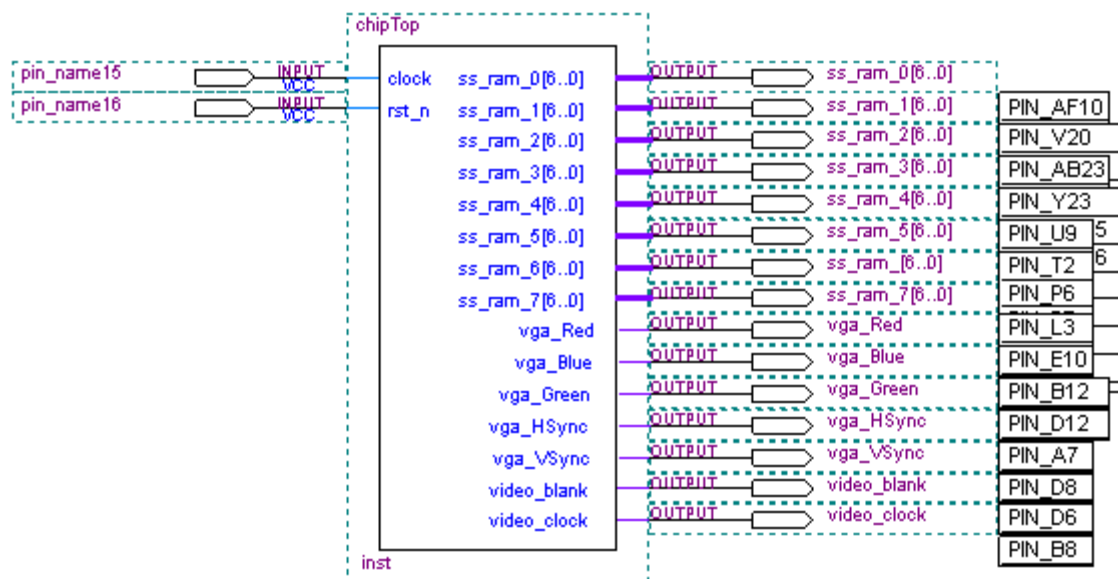 chipTop
pin_name15 INPUT VCC clock ss_ram_0[6..0] OUTPUT ss_ram_0[6..0]
pin_name16 INPUT VCC rst_n ss_ram_1[6..0] OUTPUT ss_ram_1[6..0] PIN_AF10
ss_ram_2[6..0] OUTPUT ss_ram_2[6..0] PIN_V20
ss_ram_3[6..0] OUTPUT ss_ram_3[6..0] PIN_AB23
ss_ram_4[6..0] OUTPUT ss_ram_4[6..0] PIN_Y23
ss_ram_5[6..0] OUTPUT ss_ram_5[6..0] PIN_U9 5
ss_ram_6[6..0] OUTPUT ss_ram_[6..0] PIN_T2 6
ss_ram_7[6..0] OUTPUT ss_ram_7[6..0] PIN_P6
vga_Red OUTPUT vga_Red PIN_L3
vga_Blue OUTPUT vga_Blue PIN_E10
vga_Green OUTPUT vga_Green PIN_B12
vga_HSync OUTPUT vga_HSync PIN_D12
vga_VSync OUTPUT vga_VSync PIN_A7
video_blank OUTPUT video_blank PIN_D8
video_clock OUTPUT video_clock PIN_D6
PIN_B8
inst